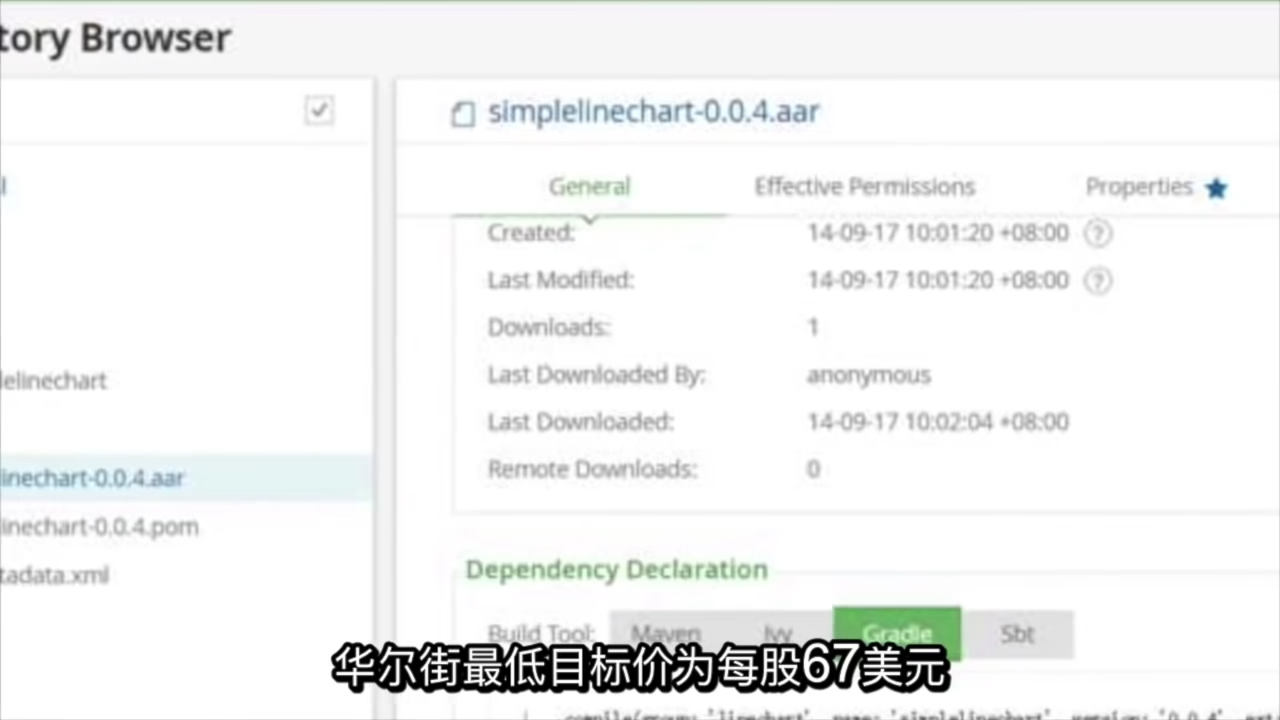 tory Browser
simplelinechart-0.0.4.aar
General Effective Permissions Properties
Created: 14-09-17 10:01:20 +08:00
Last Modified: 14-09-17 10:01:20 +08:00
Downloads: 1
lelinechart
Last Downloaded By: anonymous
Last Downloaded: 14-09-17 10:02:04 +08:00
Remote Downloads: 0
linechart-0.0.4.aar
linechart-0.0.4.pom
tadata.xml
Dependency Declaration
Build Tool: Maven Ivy Gradle Sbt
华尔街最低目标价为每股67美元